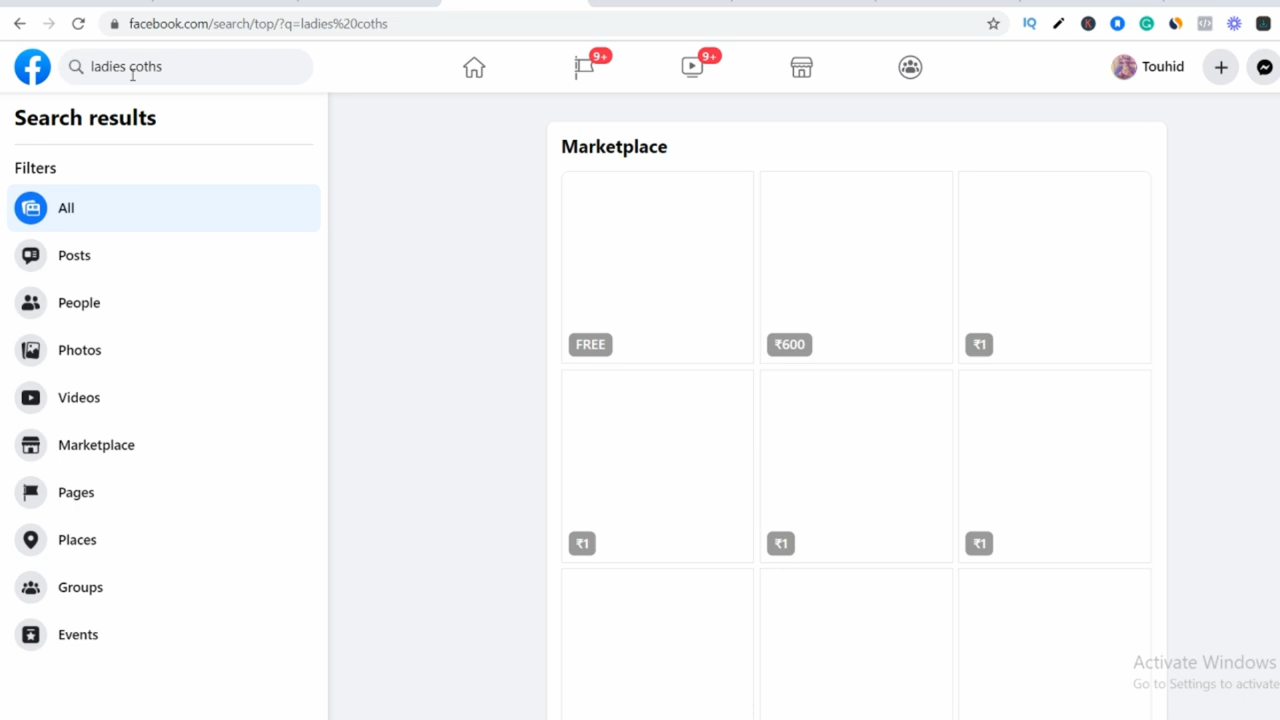 facebook.com/search/top/?q=ladies%20coths
IQ
K
G
ladies coths
9+
9+
Touhid
Search results
Filters
All
Posts
People
Photos
Videos
Marketplace
Pages
Places
Groups
Events
Marketplace
FREE
₹600
₹1
₹1
₹1
₹1
Activate Windows
Go to Settings to activate